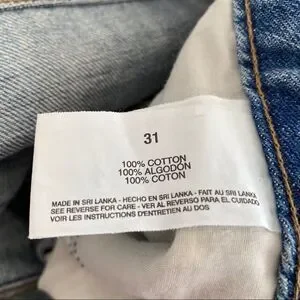 31
100% COTTON
100% ALGODON
100% COTON
MADE IN SRI LANKA - HECHO EN SRI LANKA - FAIT AU SRI LANKA
SEE REVERSE FOR CARE - VER AL REVERSO PARA EL CUIDADO
VOIR LES INSTRUCTIONS D'ENTRETIEN AU DOS